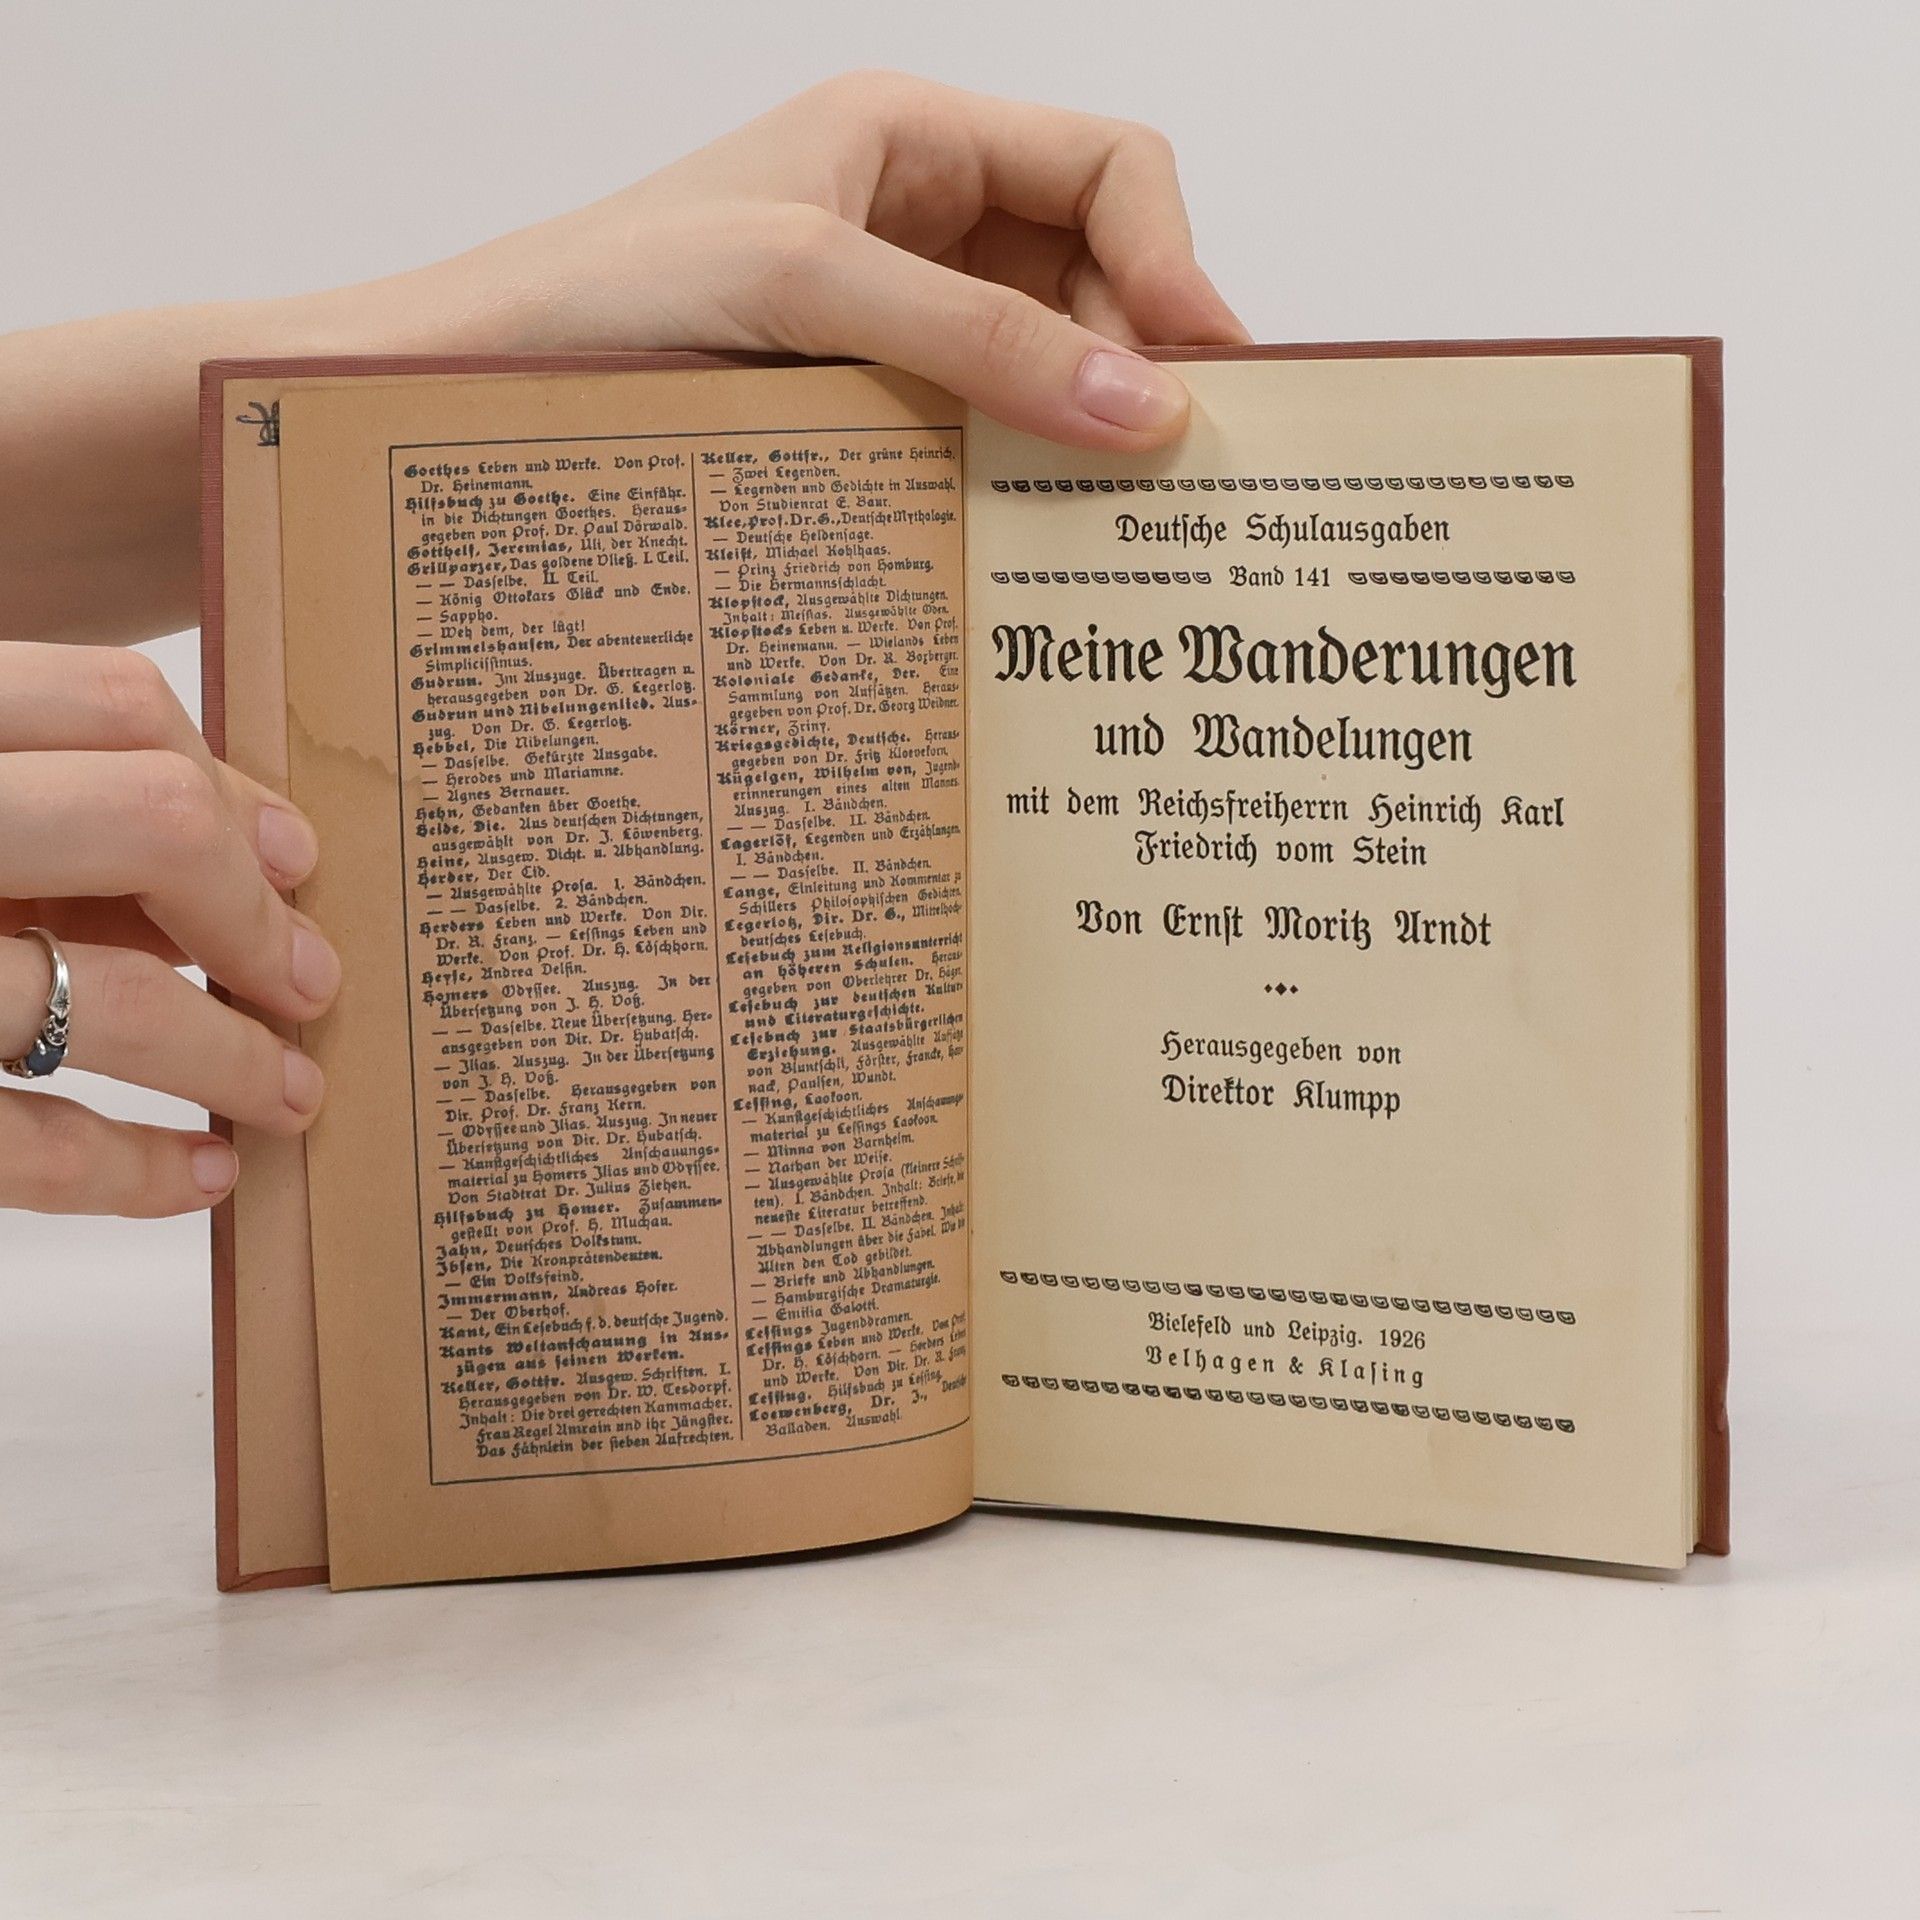 Goethes Leben und Werke. Von Prof.
Dr. Heinemann.
Hilfsbuch zu Goethe. Eine Einführ.
in die Dichtungen Goethes. Heraus-
gegeben von Prof. Dr. Paul Dörwald.
Gotthelf, Jeremias, Uli, der Knecht.
Grillparzer, Das goldene Vließ. I. Teil.
— — Dasselbe. II. Teil.
— König Ottokars Glück und Ende.
— Sappho.
— Weh dem, der lügt!
Grimmelshausen, Der abenteuerliche
Simplicissimus.
Gudrun. Im Auszuge. Übertragen u.
herausgegeben von Dr. G. Legerlotz.
Gudrun und Nibelungenlied. Aus-
zug. Von Dr. G. Legerlotz.
Hebbel, Die Nibelungen.
— Dasselbe. Gekürzte Ausgabe.
— Herodes und Mariamne.
— Agnes Bernauer.
Hehn, Gedanken über Goethe.
Heide, Die. Aus deutschen Dichtungen,
ausgewählt von Dr. J. Löwenberg.
Heine, Ausgew. Dicht. u. Abhandlung.
Herder, Der Cid.
— Ausgewählte Prosa. 1. Bändchen.
— — Dasselbe. 2. Bändchen.
Herders Leben und Werke. Von Dir.
Dr. R. Franz. — Lessings Leben und
Werke. Von Prof. Dr. H. Löschhorn.
Heyse, Andrea Delfin.
Homers Odyssee. Auszug. In der
Übersetzung von J. H. Voß.
— — Dasselbe. Neue Übersetzung. Her-
ausgegeben von Dir. Dr. Hubatsch.
— Ilias. Auszug. In der Übersetzung
von J. H. Voß.
— — Dasselbe. Herausgegeben von
Dir. Prof. Dr. Franz Kern.
— Odyssee und Ilias. Auszug. In neuer
Übersetzung von Dir. Dr. Hubatsch.
— Kunstgeschichtliches Anschauungs-
material zu Homers Ilias und Odyssee.
Von Stadtrat Dr. Julius Ziehen.
Hilfsbuch zu Homer. Zusammen-
gestellt von Prof. H. Muchau.
Jahn, Deutsches Volkstum.
Ibsen, Die Kronprätendenten.
— Ein Volksfeind.
Immermann, Andreas Hofer.
— Der Oberhof.
Kant, Ein Lesebuch f. d. deutsche Jugend.
Kants Weltanschauung in Aus-
zügen aus seinen Werken.
Keller, Gottfr. Ausgew. Schriften. I.
Herausgegeben von Dr. W. Tesdorpf.
Inhalt: Die drei gerechten Kammacher.
Frau Regel Amrain und ihr Jüngster.
Das Fähnlein der sieben Aufrechten.
Keller, Gottfr., Der grüne Heinrich.
— Zwei Legenden.
— Legenden und Gedichte in Auswahl.
Von Studienrat E. Baur.
Klee, Prof. Dr. G., Deutsche Mythologie.
— Deutsche Heldensage.
Kleist, Michael Kohlhaas.
— Prinz Friedrich von Homburg.
— Die Hermannsschlacht.
Klopstock, Ausgewählte Dichtungen.
Inhalt: Messias. Ausgewählte Oden.
Klopstocks Leben u. Werke. Von Prof.
Dr. Heinemann. — Wielands Leben
und Werke. Von Dr. R. Boxberger.
Koloniale Gedanke, Der. Eine
Sammlung von Aufsätzen. Heraus-
gegeben von Prof. Dr. Georg Weidner.
Körner, Zriny.
Kriegsgedichte, Deutsche. Heraus-
gegeben von Dr. Fritz Kloevekorn.
Kügelgen, Wilhelm von, Jugend-
erinnerungen eines alten Mannes.
Auszug. I. Bändchen.
— — Dasselbe. II. Bändchen.
Lagerlöf, Legenden und Erzählungen.
I. Bändchen.
— — Dasselbe. II. Bändchen.
Lange, Einleitung und Kommentar z
Schillers Philosophischen Gedichten.
Legerlotz, Dir. Dr. G., Mittelhoch-
deutsches Lesebuch.
Lesebuch zum Religionsunterricht
an höheren Schulen. Heraus-
gegeben von Oberlehrer Dr.
Lesebuch zur deutschen Kultur-
und Literaturgeschichte.
Lesebuch zur Staatsbürgerlichen
Erziehung. Ausgewählte Aufsätze
von Bluntschli, Förster, Francke, Har-
nack, Paulsen, Wundt.
Lessing, Laokoon.
— Kunstgeschichtliches Anschauungs-
material zu Lessings Laokoon.
— Minna von Barnhelm.
— Nathan der Weise.
— Ausgewählte Prosa (Kleinere Schrif-
ten). I. Bändchen. Inhalt: Briefe, die
neueste Literatur betreffend.
— — Dasselbe. II. Bändchen. Inhalt:
Abhandlungen über die Fabel. Wie die
Alten den Tod gebildet.
— Briefe und Abhandlungen.
— Hamburgische Dramaturgie.
— Emilia Galotti.
Lessings Jugenddramen.
Lessings Leben und Werke. Von Prof.
Dr. H. Löschhorn. — Herders Leben
und Werke. Von Dir. Dr. R. Franz
Lessing. Hilfsbuch zu Lessing.
Loewenberg, Dr. J., Deutsche
Balladen. Auswahl.
Deutsche Schulausgaben
Band 141
Meine Wanderungen
und Wandelungen
mit dem Reichsfreiherrn Heinrich Karl
Friedrich vom Stein
Von Ernst Moritz Arndt
Herausgegeben von
Direktor Klumpp
Bielefeld und Leipzig. 1926
Velhagen & Klasing